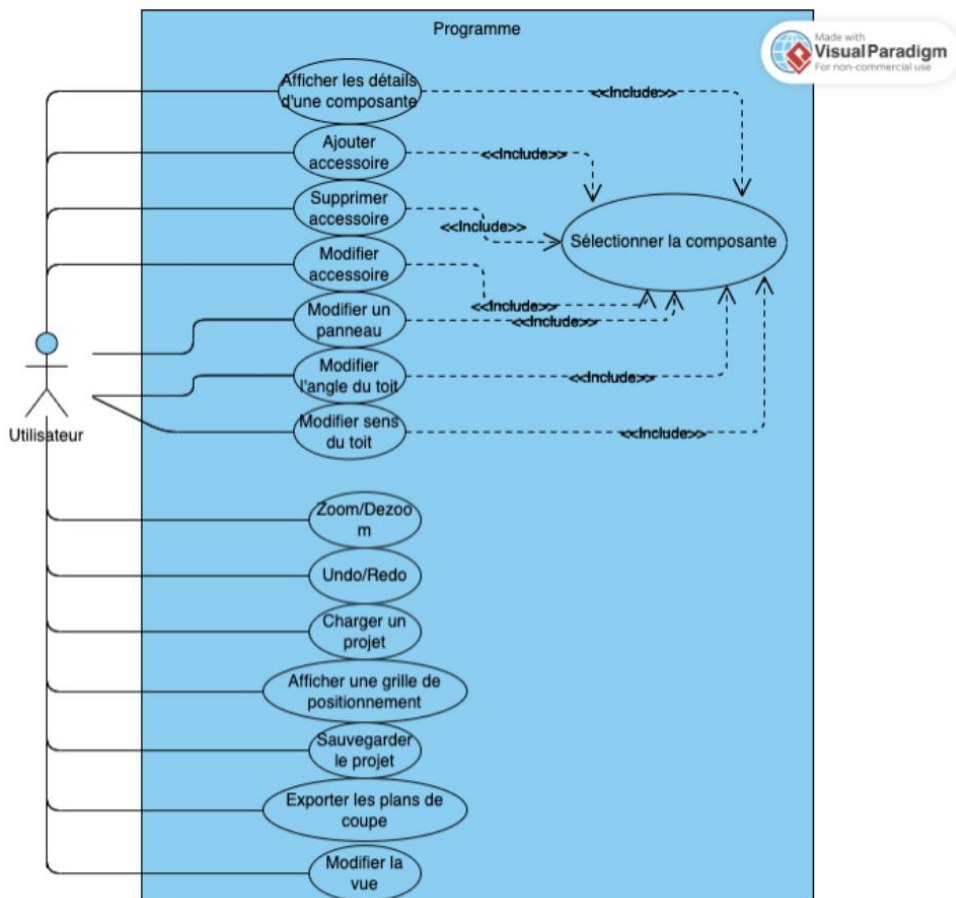 Programme
Made with
Visual Paradigm
For non-commercial use
Afficher les détails
d'une composante
<<Include>>
Ajouter
accessoire
<<Include>>
Supprimer
accessoire
<<Include>>
Sélectionner la composante
Modifier
accessoire
<<Include>>
Modifier un
panneau
<<Include>>
Modifier
l'angle du toit
<<Include>>
Modifier sens
du toit
<<Include>>
Utilisateur
Zoom/Dezoo
m
Undo/Redo
Charger un
projet
Afficher une grille de
positionnement
Sauvegarder
le projet
Exporter les plans de
coupe
Modifier la
vue